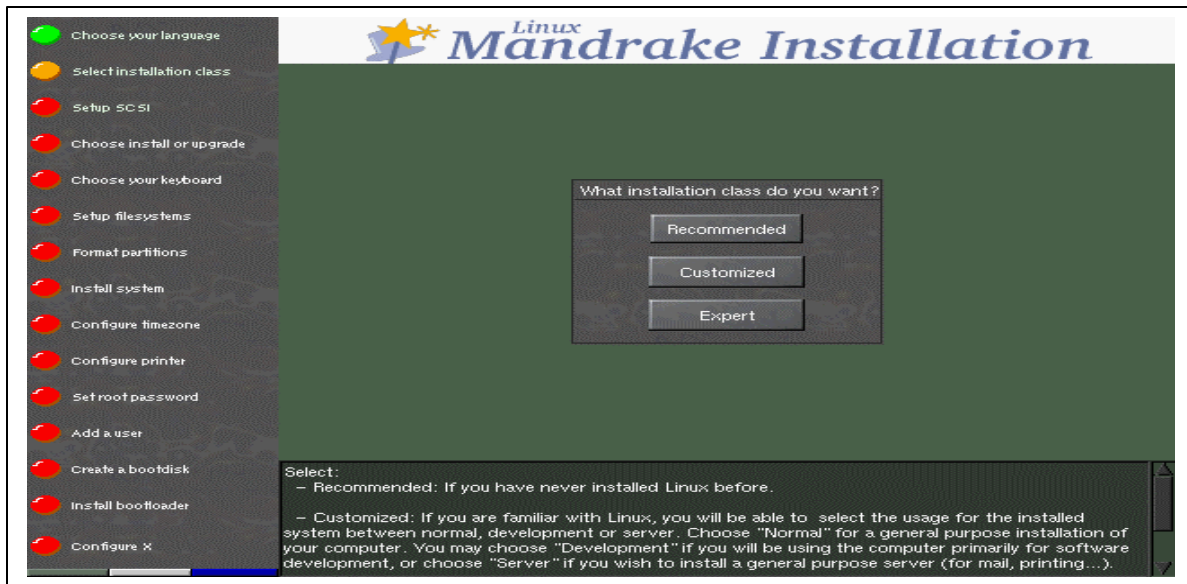 Choose your language
Select installation class
Setup SCSI
Choose install or upgrade
Choose your keyboard
Setup filesystems
Format partitions
Install system
Configure timezone
Configure printer
Set root password
Add a user
Create a bootdisk
Install bootloader
Configure X
Linux
Mandrake Installation
What installation class do you want?
Recommended
Customized
Expert
Select:
– Recommended: If you have never installed Linux before.
– Customized: If you are familiar with Linux, you will be able to select the usage for the installed
system between normal, development or server. Choose "Normal" for a general purpose installation of
your computer. You may choose "Development" if you will be using the computer primarily for software
development, or choose "Server" if you wish to install a general purpose server (for mail, printing...).